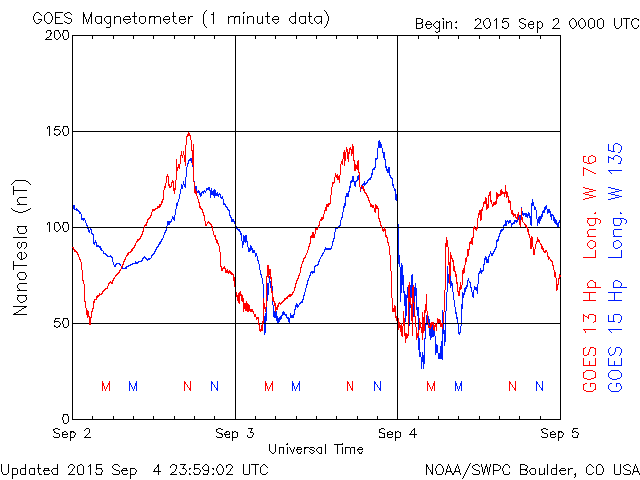 GOES Magnetometer (1 minute data)
Begin: 2015 Sep 2 0000 UTC
200
150
100
50
0
NanoTesla (nT)
M M N N M M N N M M N N
Sep 2 Sep 3 Sep 4 Sep 5
Universal Time
GOES 13 Hp Long. W 76
GOES 15 Hp Long. W 135
Updated 2015 Sep 4 23:59:02 UTC
NOAA/SWPC Boulder, CO USA